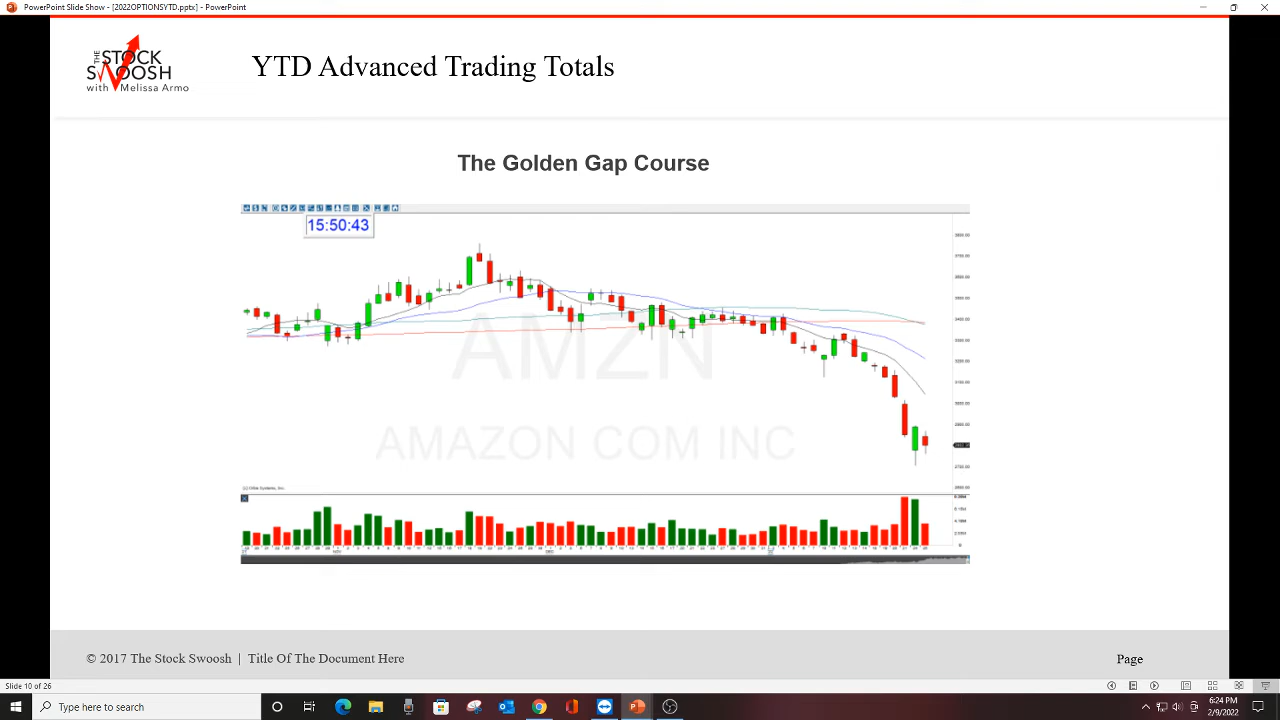 PowerPoint Slide Show - [2022OPTIONSYTD.pptx] - PowerPoint
THE
STOCK
SWOOSH
with Melissa Armo
YTD Advanced Trading Totals
The Golden Gap Course
15:50:43
AMZN
AMAZON COM INC
© 2017 The Stock Swoosh | Title Of The Document Here
Page
Slide 10 of 26
Type here to search
6:24 PM
2/9/2022